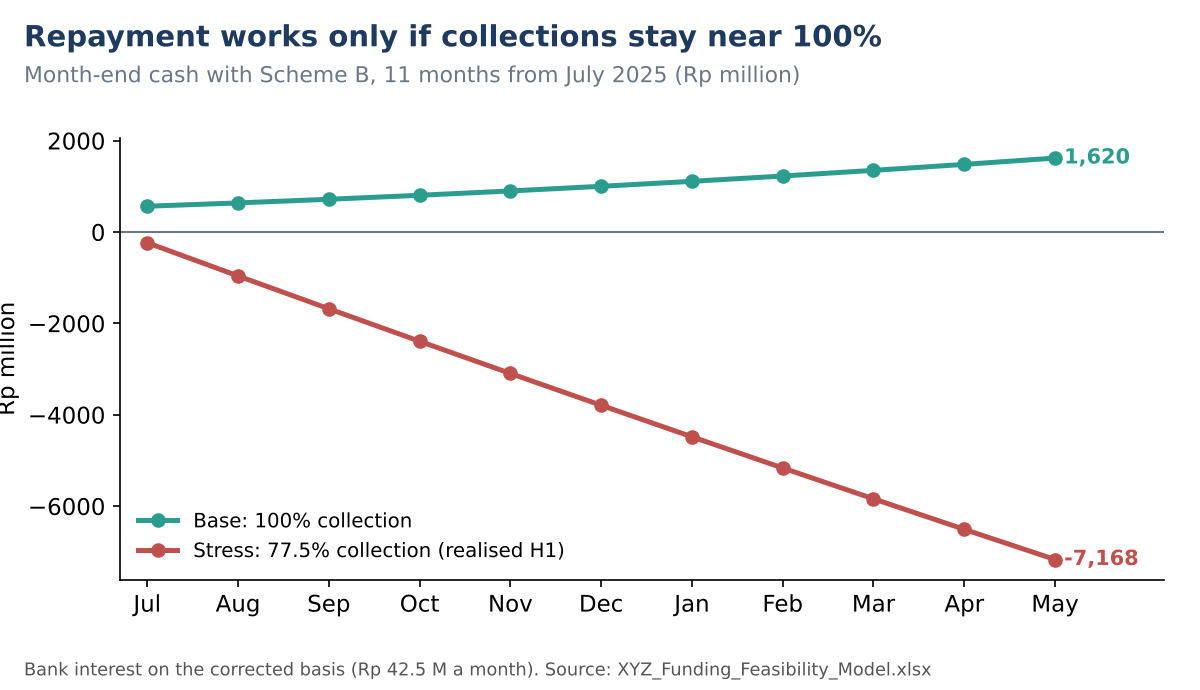 Repayment works only if collections stay near 100%
Month-end cash with Scheme B, 11 months from July 2025 (Rp million)
2000
0
−2000
−4000
−6000
Rp million
1,620
-7,168
Base: 100% collection
Stress: 77.5% collection (realised H1)
Jul Aug Sep Oct Nov Dec Jan Feb Mar Apr May
Bank interest on the corrected basis (Rp 42.5 M a month). Source: XYZ_Funding_Feasibility_Model.xlsx